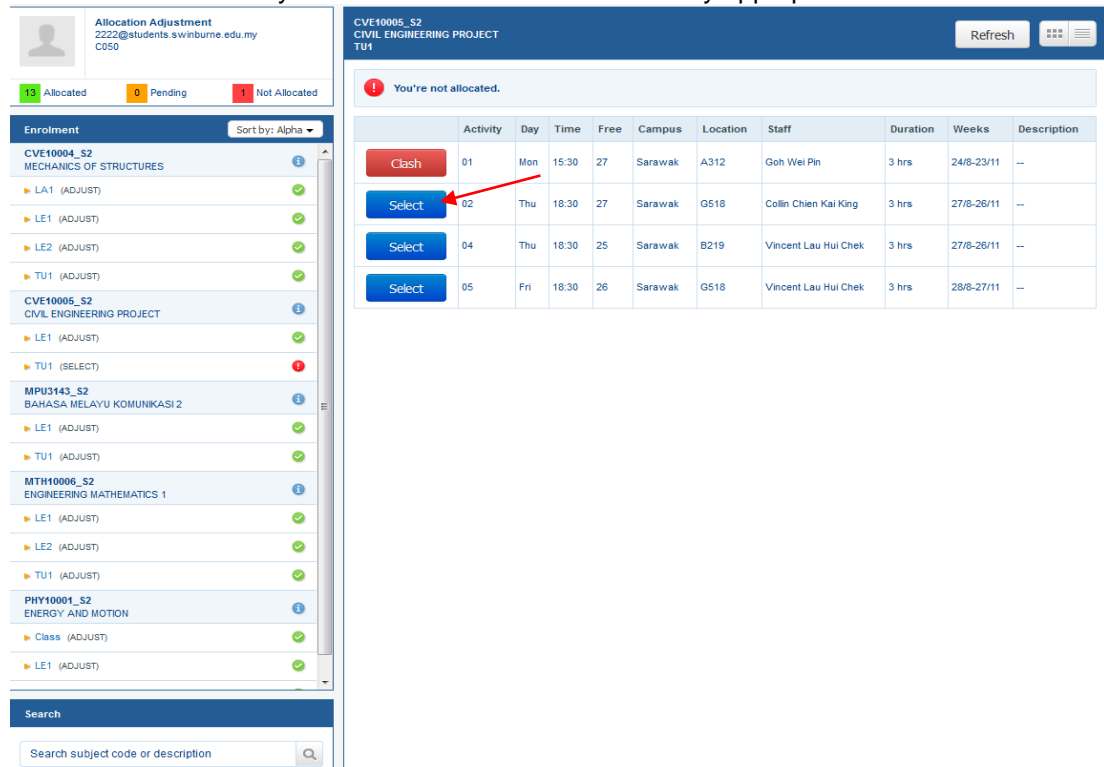 Allocation Adjustment
2222@students.swinburne.edu.my
C050
13 Allocated 0 Pending 1 Not Allocated
Enrolment Sort by: Alpha
CVE10004_S2
MECHANICS OF STRUCTURES
LA1 (ADJUST)
LE1 (ADJUST)
LE2 (ADJUST)
TU1 (ADJUST)
CVE10005_S2
CIVIL ENGINEERING PROJECT
LE1 (ADJUST)
TU1 (SELECT)
MPU3143_S2
BAHASA MELAYU KOMUNIKASI 2
LE1 (ADJUST)
TU1 (ADJUST)
MTH10006_S2
ENGINEERING MATHEMATICS 1
LE1 (ADJUST)
LE2 (ADJUST)
TU1 (ADJUST)
PHY10001_S2
ENERGY AND MOTION
Class (ADJUST)
LE1 (ADJUST)
Search
Search subject code or description
CVE10005_S2
CIVIL ENGINEERING PROJECT
TU1
Refresh
You're not allocated.
Activity Day Time Free Campus Location Staff Duration Weeks Description
Clash 01 Mon 15:30 27 Sarawak A312 Goh Wei Pin 3 hrs 24/8-23/11 --
Select 02 Thu 18:30 27 Sarawak G518 Collin Chien Kai King 3 hrs 27/8-26/11 --
Select 04 Thu 18:30 25 Sarawak B219 Vincent Lau Hui Chek 3 hrs 27/8-26/11 --
Select 05 Fri 18:30 26 Sarawak G518 Vincent Lau Hui Chek 3 hrs 28/8-27/11 --